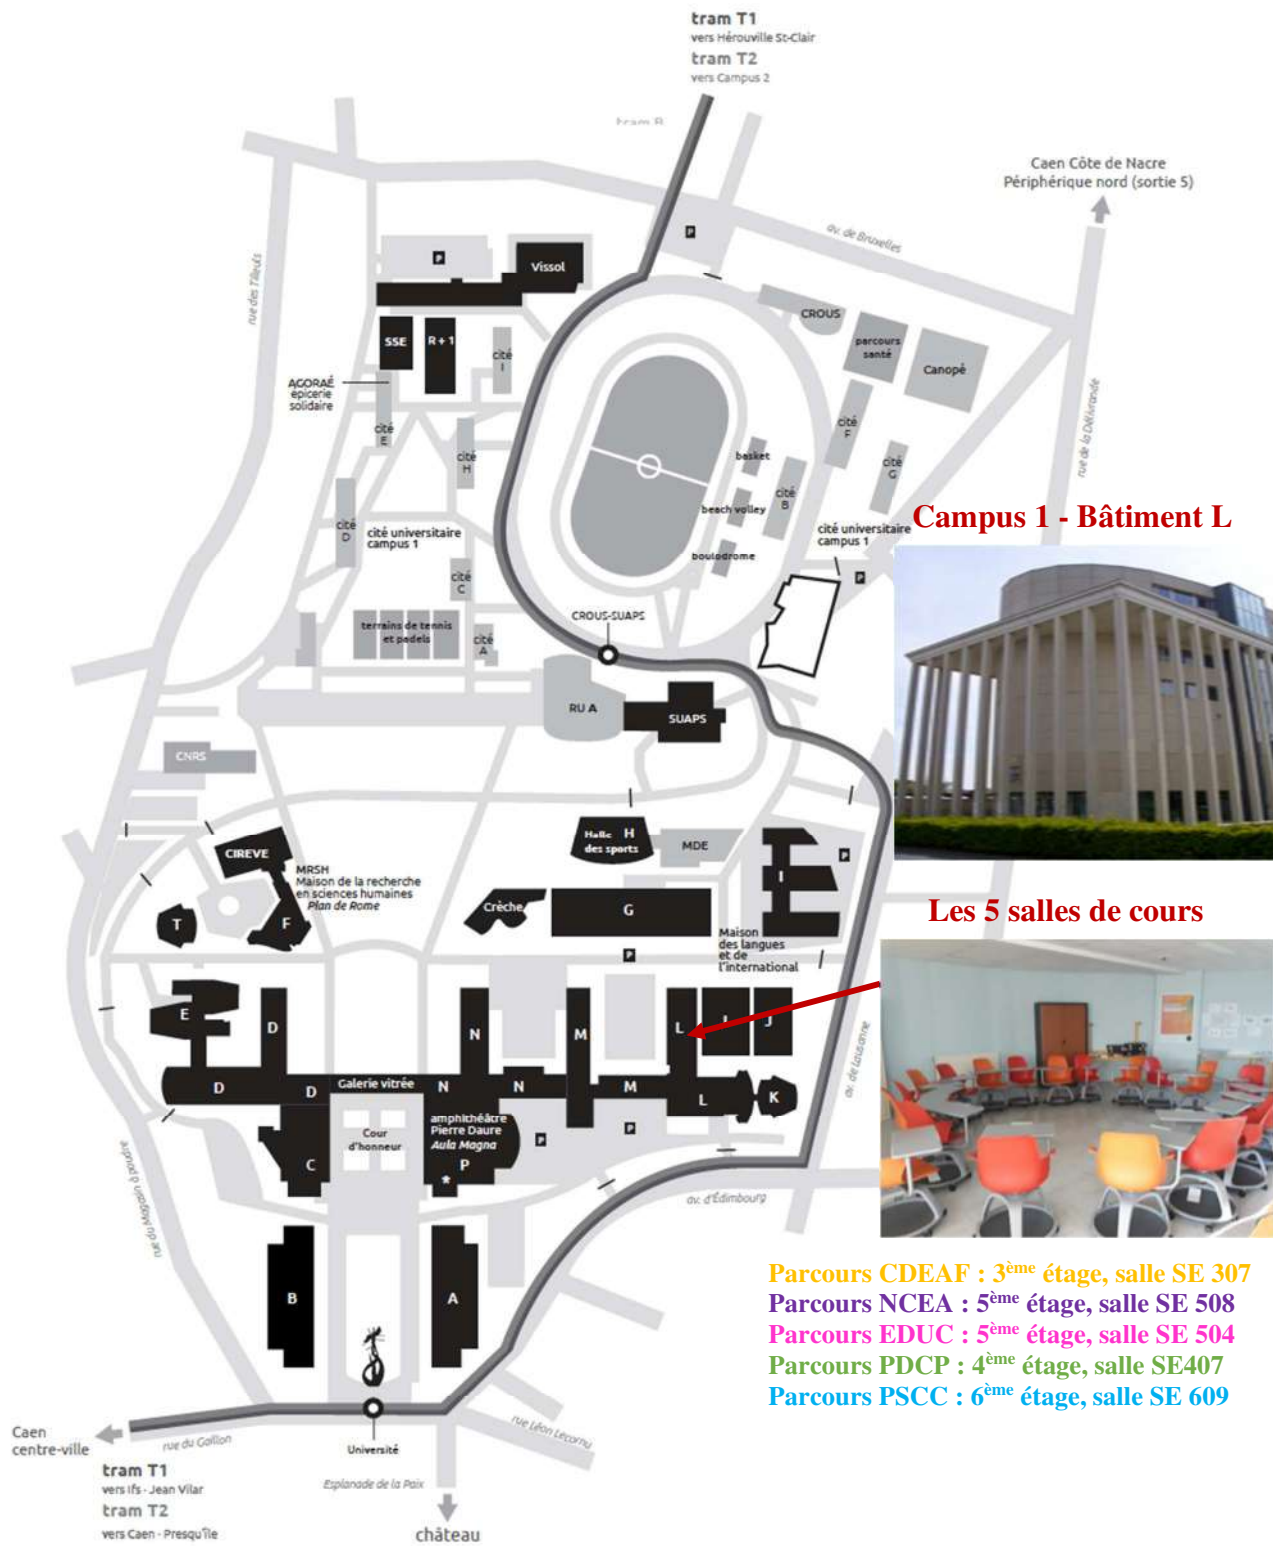 tram T1
vers Hérouville St-Clair
tram T2
vers Campus 2
tram B
Caen Côte de Nacre
Périphérique nord (sortie 5)
av. de Bruxelles
rue des Tilleuls
rue de la Délivrande
P
P
Vissol
SSE
R + 1
cité
I
AGORAÉ
épicerie
solidaire
cité
E
cité
H
cité
D
cité universitaire
campus 1
cité
C
terrains de tennis
et padels
cité
A
CROUS
parcours
santé
Canopé
cité
F
cité
G
basket
cité
B
beach volley
boulodrome
cité universitaire
campus 1
P
Campus 1 - Bâtiment L
CROUS-SUAPS
RU A
SUAPS
CNRS
CIREVE
MRSH
Maison de la recherche
en sciences humaines
Plan de Rome
T
F
Halle H
des sports
MDE
I
P
Crèche
G
P
Maison
des langues
et de
l'international
Les 5 salles de cours
E
D
N
M
L
J
D
D
Galerie vitrée
N
N
M
L
K
amphithéâtre
Pierre Daure
Aula Magna
Cour
d'honneur
C
P
*
P
P
av. de Lausanne
av. d'Édimbourg
rue du Magasin à poudre
B
A
Parcours CDEAF : 3ème étage, salle SE 307
Parcours NCEA : 5ème étage, salle SE 508
Parcours EDUC : 5ème étage, salle SE 504
Parcours PDCP : 4ème étage, salle SE407
Parcours PSCC : 6ème étage, salle SE 609
Caen
centre-ville
rue du Gaillon
Université
rue Léon Lecornu
Esplanade de la Paix
tram T1
vers Ifs - Jean Vilar
tram T2
vers Caen - Presqu'île
château